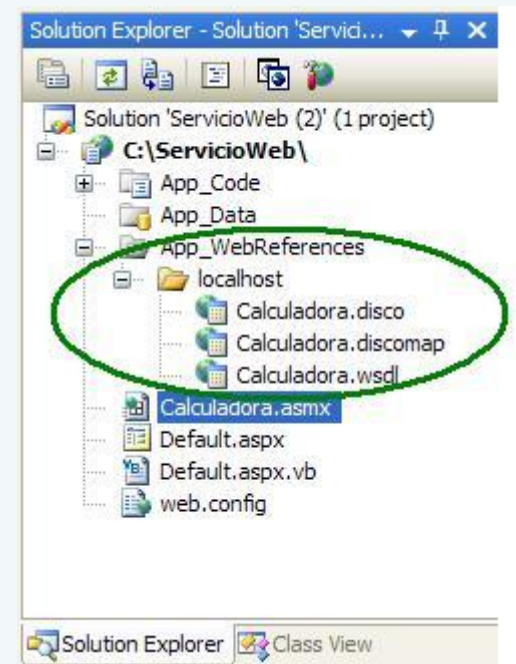 Solution Explorer - Solution 'Servici...
Solution 'ServicioWeb (2)' (1 project)
C:\ServicioWeb\
App_Code
App_Data
App_WebReferences
localhost
Calculadora.disco
Calculadora.discomap
Calculadora.wsdl
Calculadora.asmx
Default.aspx
Default.aspx.vb
web.config
Solution Explorer Class View